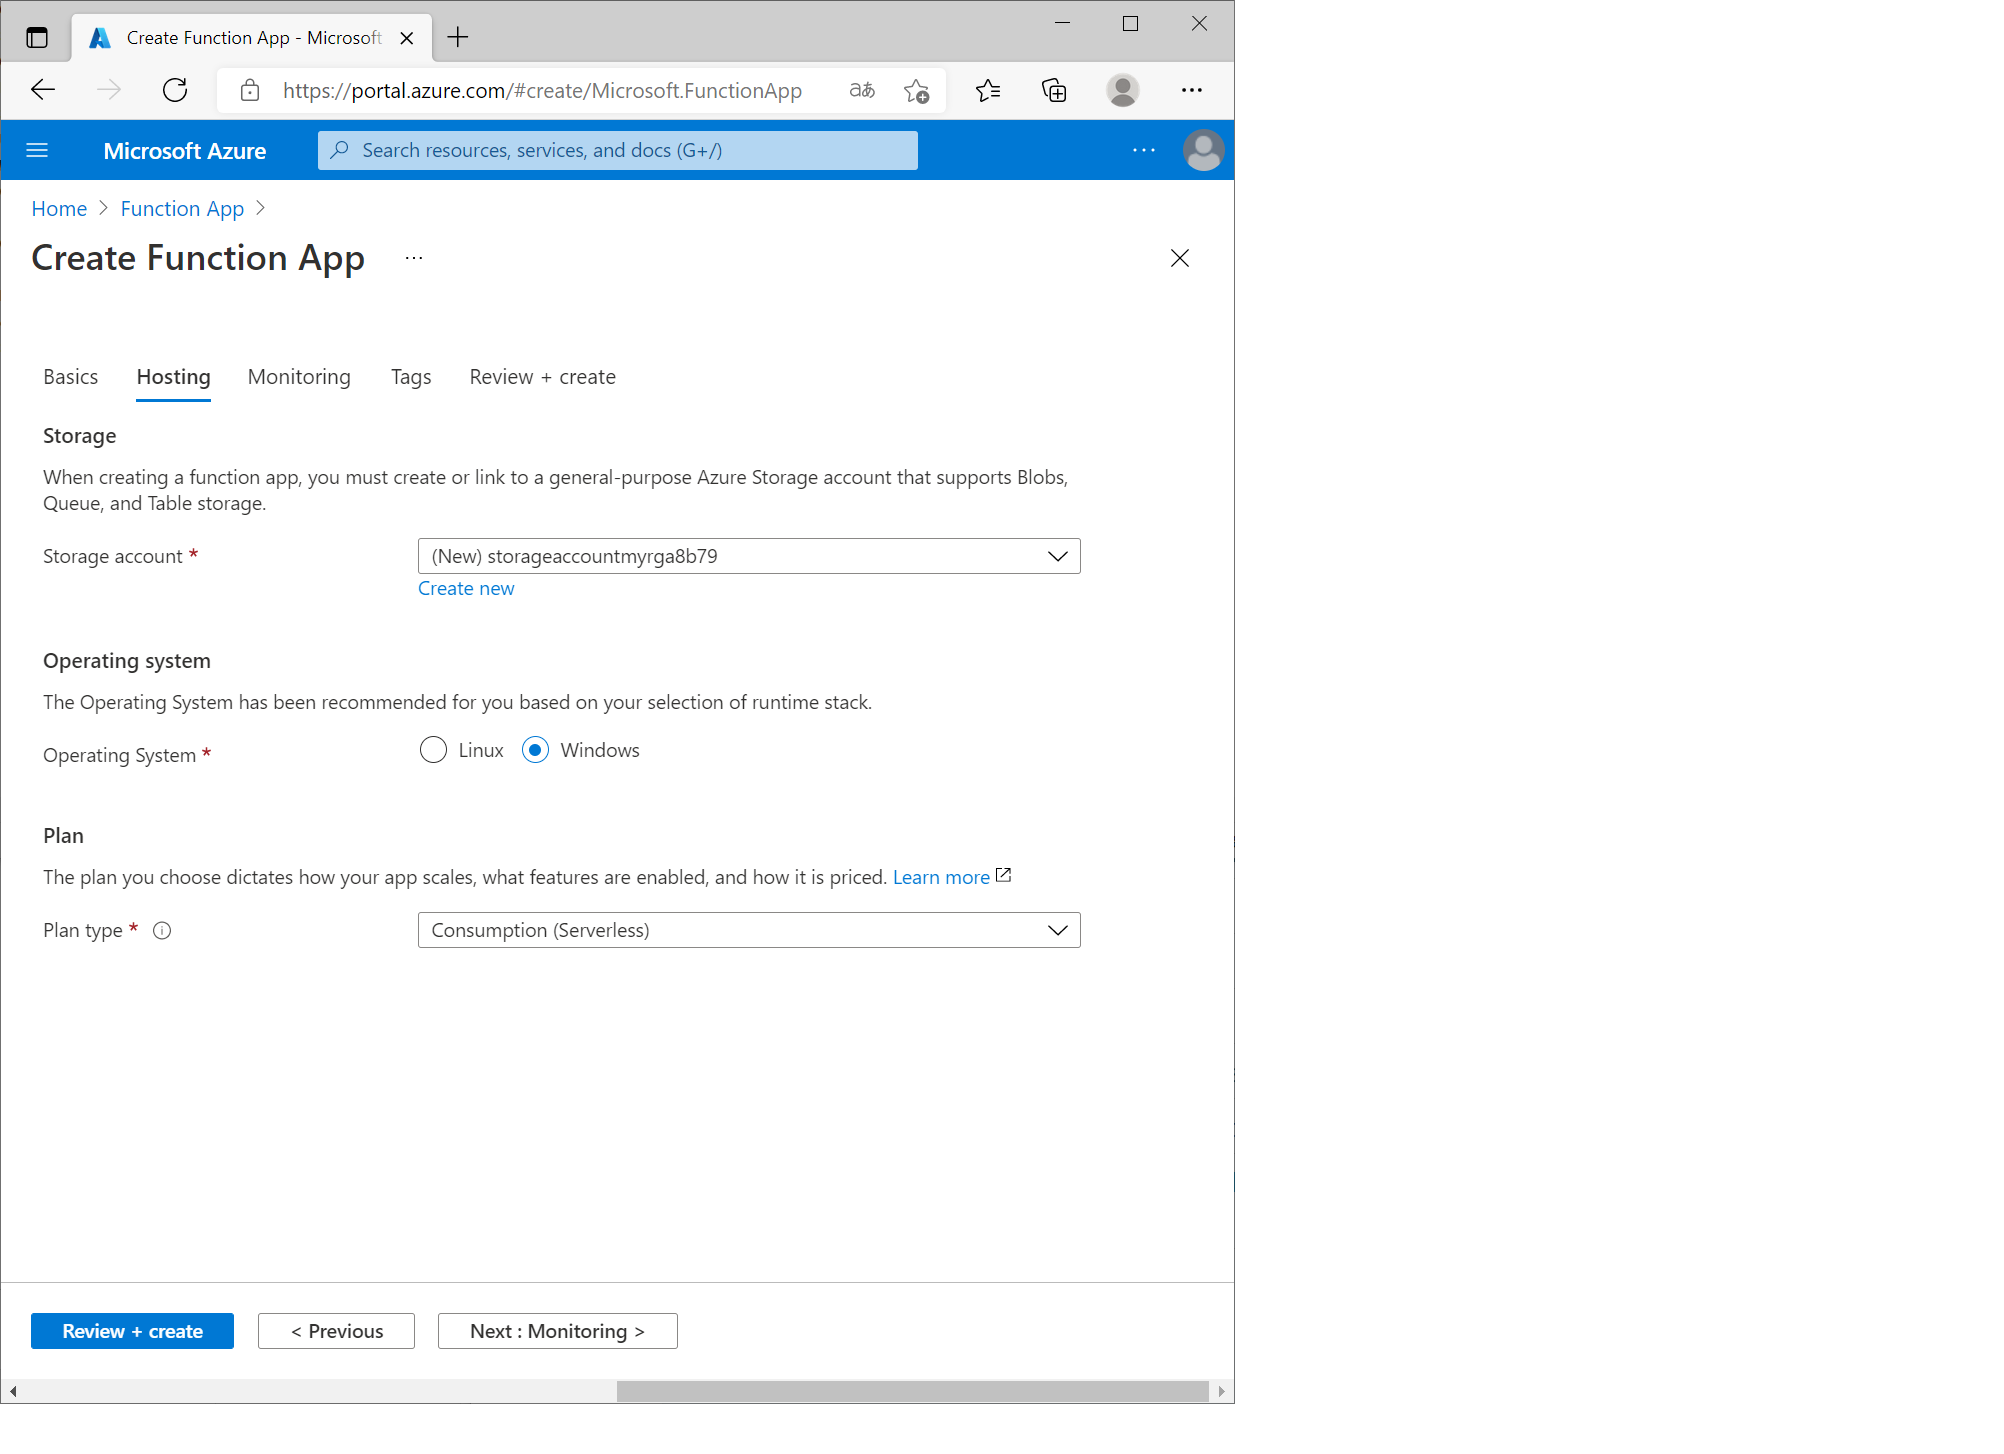 Create Function App - Microsoft
https://portal.azure.com/#create/Microsoft.FunctionApp
aあ
Microsoft Azure
Search resources, services, and docs (G+/)
Home > Function App >
Create Function App ...
Basics Hosting Monitoring Tags Review + create
Storage
When creating a function app, you must create or link to a general-purpose Azure Storage account that supports Blobs,
Queue, and Table storage.
Storage account * (New) storageaccountmyrga8b79
Create new
Operating system
The Operating System has been recommended for you based on your selection of runtime stack.
Operating System * Linux Windows
Plan
The plan you choose dictates how your app scales, what features are enabled, and how it is priced. Learn more
Plan type * Consumption (Serverless)
Review + create < Previous Next : Monitoring >